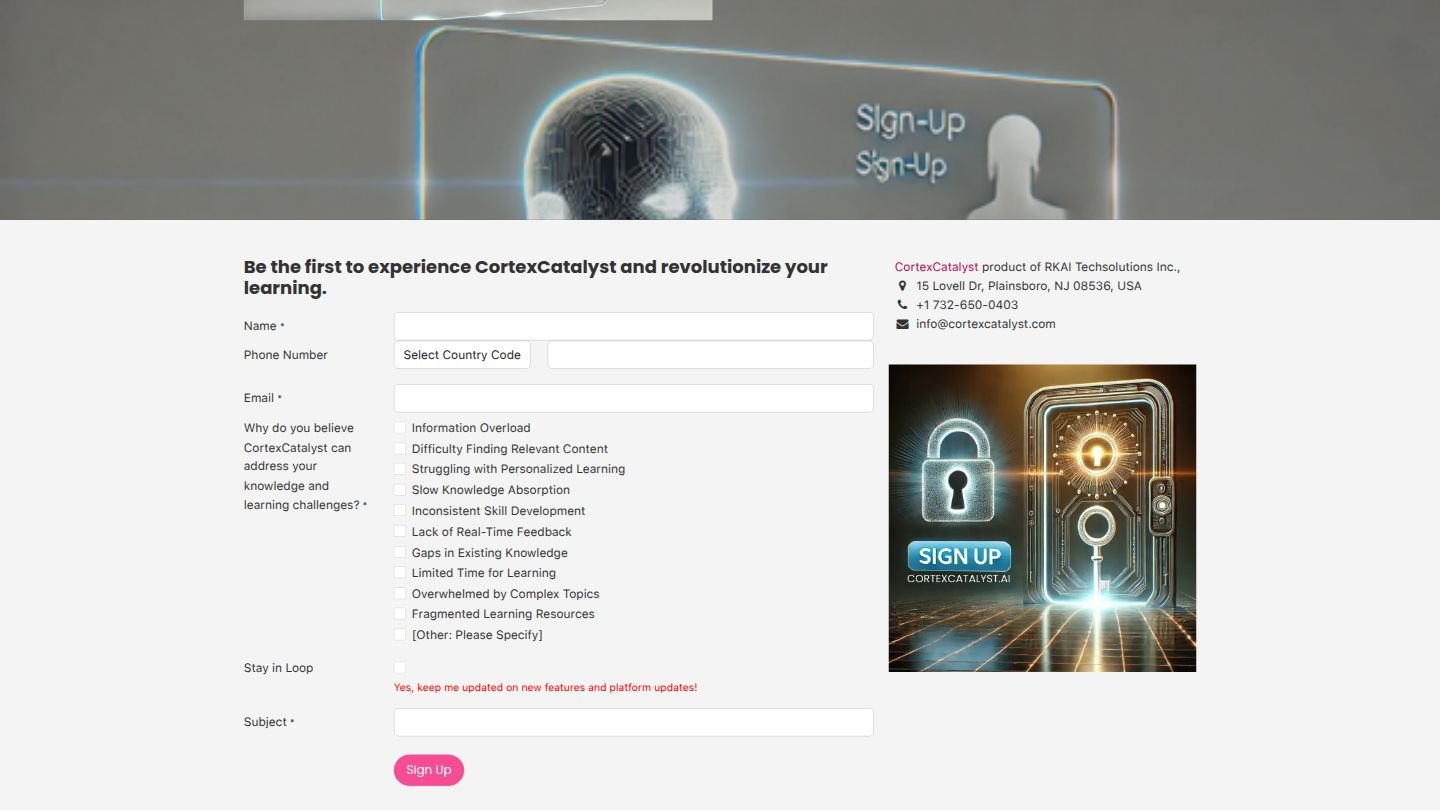 SIgn-Up
Sign-Up
Be the first to experience CortexCatalyst and revolutionize your
learning.
Name *
Phone Number
Select Country Code
Email *
Why do you believe
CortexCatalyst can
address your
knowledge and
learning challenges? *
Information Overload
Difficulty Finding Relevant Content
Struggling with Personalized Learning
Slow Knowledge Absorption
Inconsistent Skill Development
Lack of Real-Time Feedback
Gaps in Existing Knowledge
Limited Time for Learning
Overwhelmed by Complex Topics
Fragmented Learning Resources
[Other: Please Specify]
Stay in Loop
Yes, keep me updated on new features and platform updates!
Subject *
Sign Up
CortexCatalyst product of RKAI Techsolutions Inc.,
15 Lovell Dr, Plainsboro, NJ 08536, USA
+1 732-650-0403
info@cortexcatalyst.com
SIGN UP
CORTEXCATALYST.AI